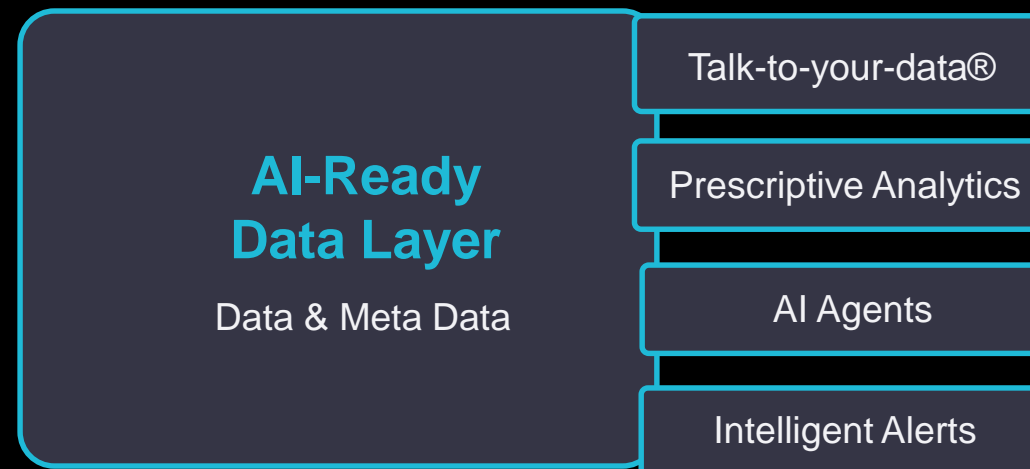 AI-Ready
Data Layer
Data & Meta Data
Talk-to-your-data®
Prescriptive Analytics
AI Agents
Intelligent Alerts